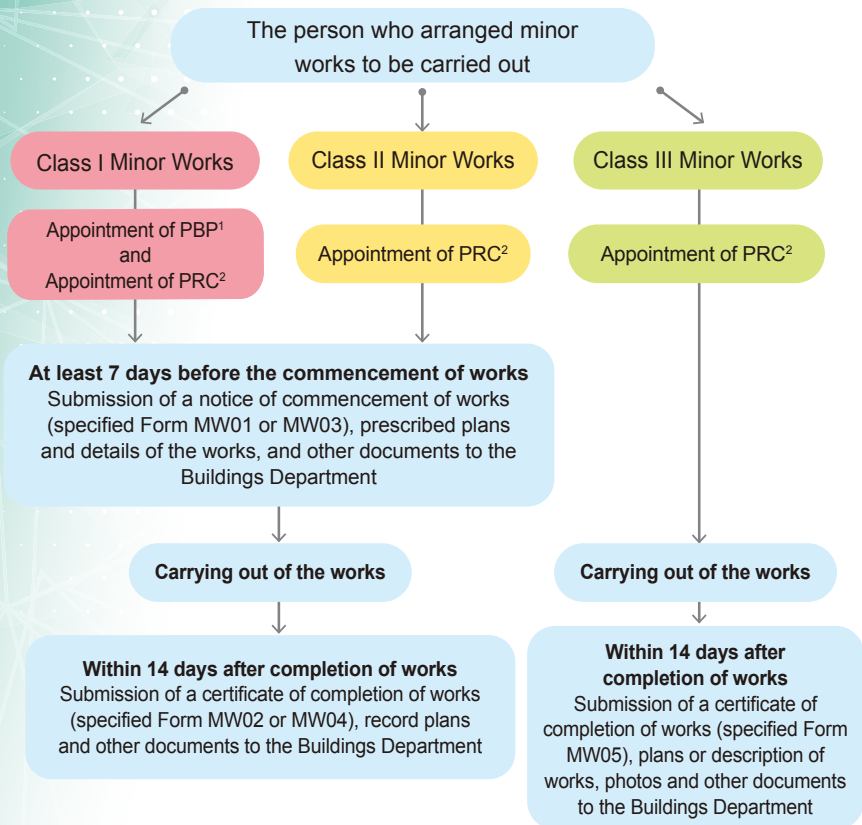 The person who arranged minor
works to be carried out
Class I Minor Works
Class II Minor Works
Class III Minor Works
Appointment of PBP¹
and
Appointment of PRC²
Appointment of PRC²
Appointment of PRC²
At least 7 days before the commencement of works
Submission of a notice of commencement of works
(specified Form MW01 or MW03), prescribed plans
and details of the works, and other documents to the
Buildings Department
Carrying out of the works
Carrying out of the works
Within 14 days after completion of works
Submission of a certificate of completion of works
(specified Form MW02 or MW04), record plans
and other documents to the Buildings Department
Within 14 days after
completion of works
Submission of a certificate of
completion of works (specified Form
MW05), plans or description of
works, photos and other documents
to the Buildings Department